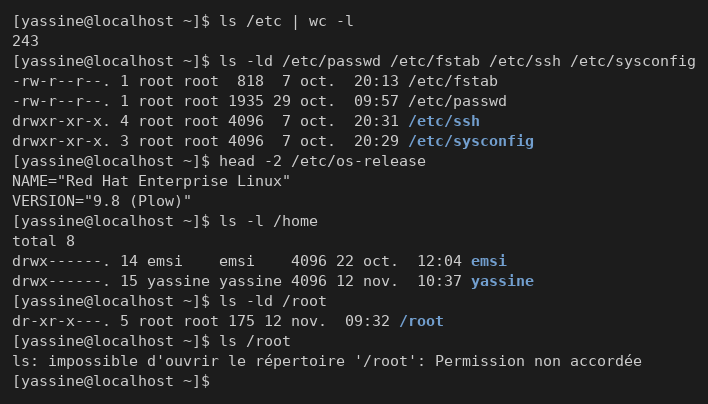 [yassine@localhost ~]$ ls /etc | wc -l
243
[yassine@localhost ~]$ ls -ld /etc/passwd /etc/fstab /etc/ssh /etc/sysconfig
-rw-r--r--. 1 root root  818  7 oct.  20:13 /etc/fstab
-rw-r--r--. 1 root root 1935 29 oct.  09:57 /etc/passwd
drwxr-xr-x. 4 root root 4096  7 oct.  20:31 /etc/ssh
drwxr-xr-x. 3 root root 4096  7 oct.  20:29 /etc/sysconfig
[yassine@localhost ~]$ head -2 /etc/os-release
NAME="Red Hat Enterprise Linux"
VERSION="9.8 (Plow)"
[yassine@localhost ~]$ ls -l /home
total 8
drwx------. 14 emsi    emsi    4096 22 oct.  12:04 emsi
drwx------. 15 yassine yassine 4096 12 nov.  10:37 yassine
[yassine@localhost ~]$ ls -ld /root
dr-xr-x---. 5 root root 175 12 nov.  09:32 /root
[yassine@localhost ~]$ ls /root
ls: impossible d'ouvrir le répertoire '/root': Permission non accordée
[yassine@localhost ~]$